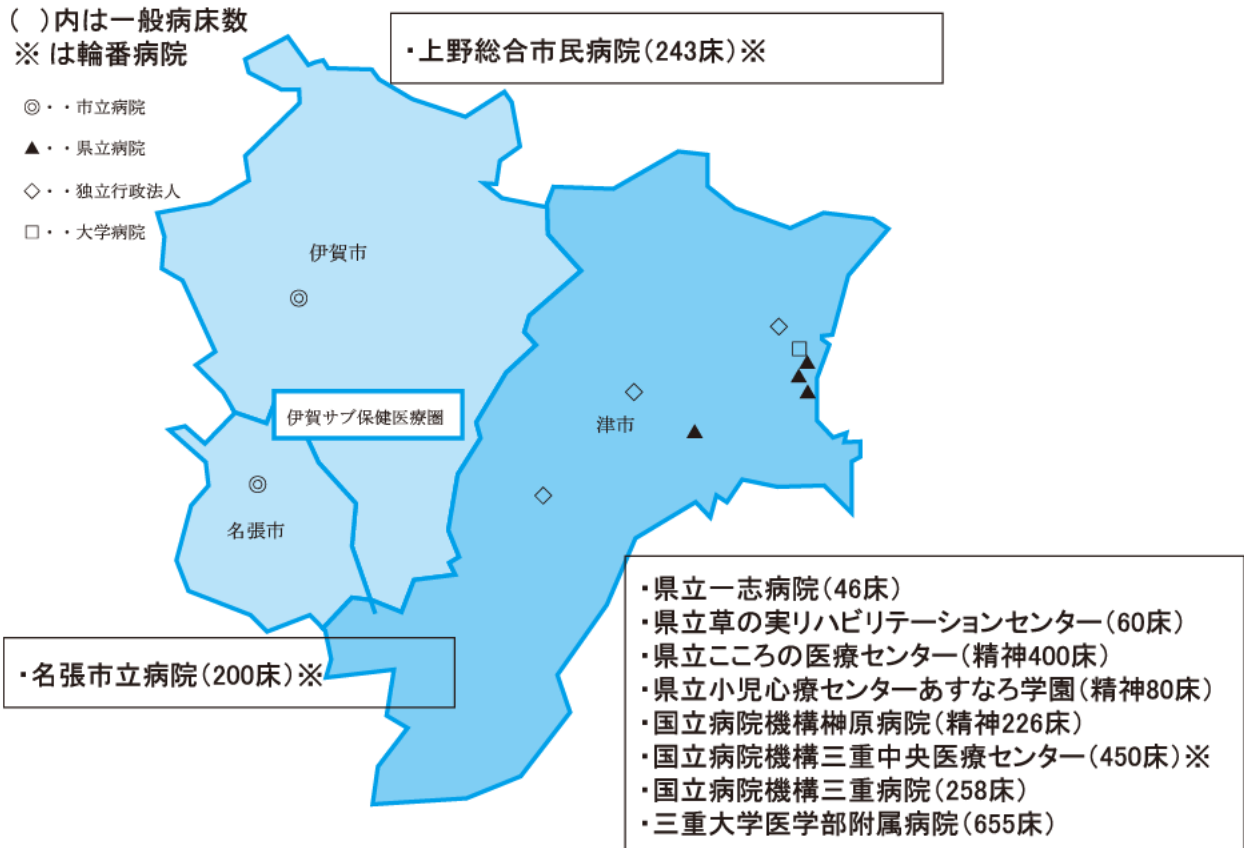 ( )内は一般病床数
※ は輪番病院
◎・・市立病院
▲・・県立病院
◇・・独立行政法人
□・・大学病院
・上野総合市民病院(243床)※
伊賀市
伊賀サブ保健医療圏
津市
名張市
・名張市立病院(200床)※
・県立一志病院(46床)
・県立草の実リハビリテーションセンター(60床)
・県立こころの医療センター(精神400床)
・県立小児心療センターあすなろ学園(精神80床)
・国立病院機構榊原病院(精神226床)
・国立病院機構三重中央医療センター(450床)※
・国立病院機構三重病院(258床)
・三重大学医学部附属病院(655床)